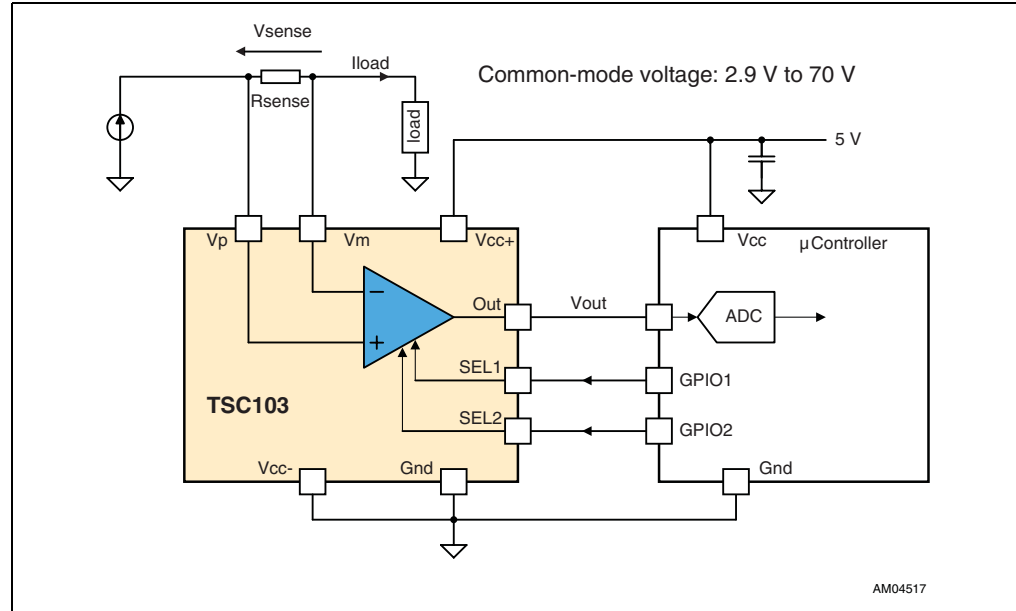 Vsense
Iload
Common-mode voltage: 2.9 V to 70 V
Rsense
load
5 V
Vp
Vm
Vcc+
Vcc
µController
Out
Vout
ADC
SEL1
GPIO1
TSC103
SEL2
GPIO2
Vcc-
Gnd
Gnd
AM04517